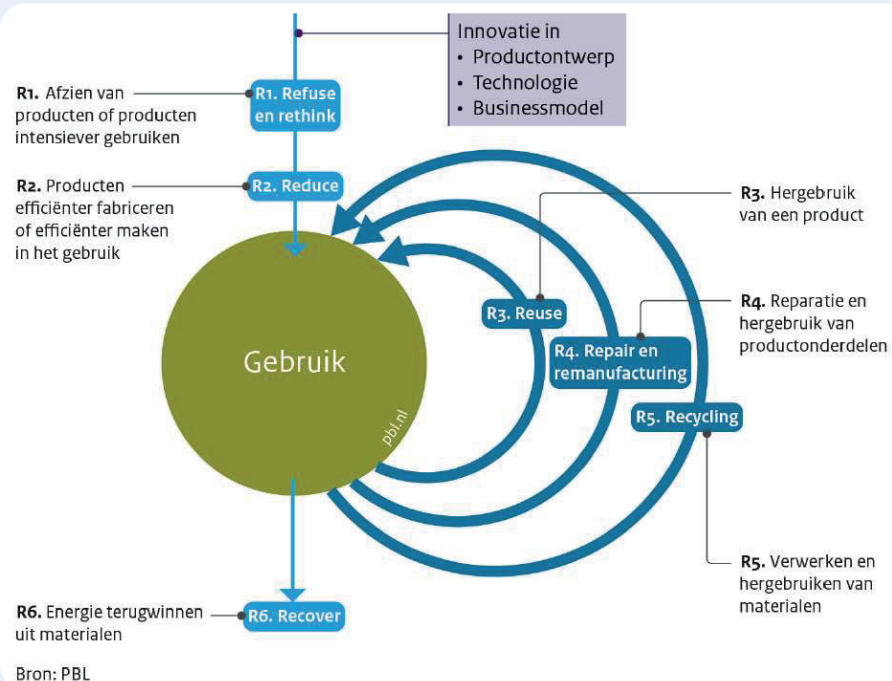 Innovatie in
• Productontwerp
• Technologie
• Businessmodel
R1. Afzien van
producten of producten
intensiever gebruiken
R1. Refuse
en rethink
R2. Producten
efficiënter fabriceren
of efficiënter maken
in het gebruik
R2. Reduce
R3. Hergebruik
van een product
R3. Reuse
R4. Reparatie en
hergebruik van
productonderdelen
R4. Repair en
remanufacturing
Gebruik
pbl.nl
R5. Recycling
R5. Verwerken en
hergebruiken van
materialen
R6. Energie terugwinnen
uit materialen
R6. Recover
Bron: PBL